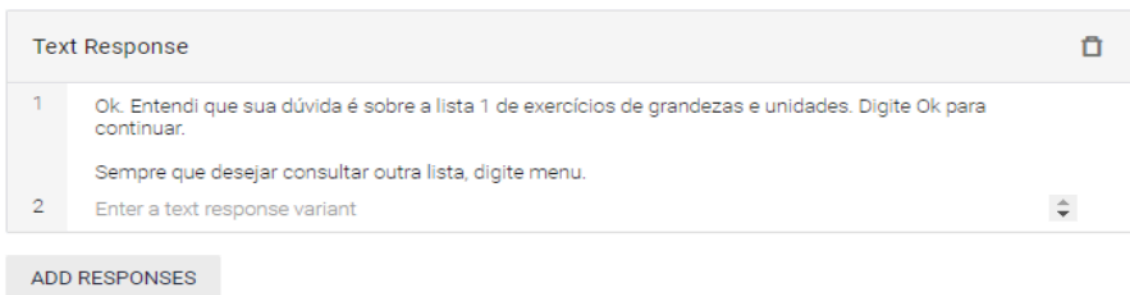 Text Response
1 Ok. Entendi que sua dúvida é sobre a lista 1 de exercícios de grandezas e unidades. Digite Ok para
continuar.
Sempre que desejar consultar outra lista, digite menu.
2 Enter a text response variant
ADD RESPONSES